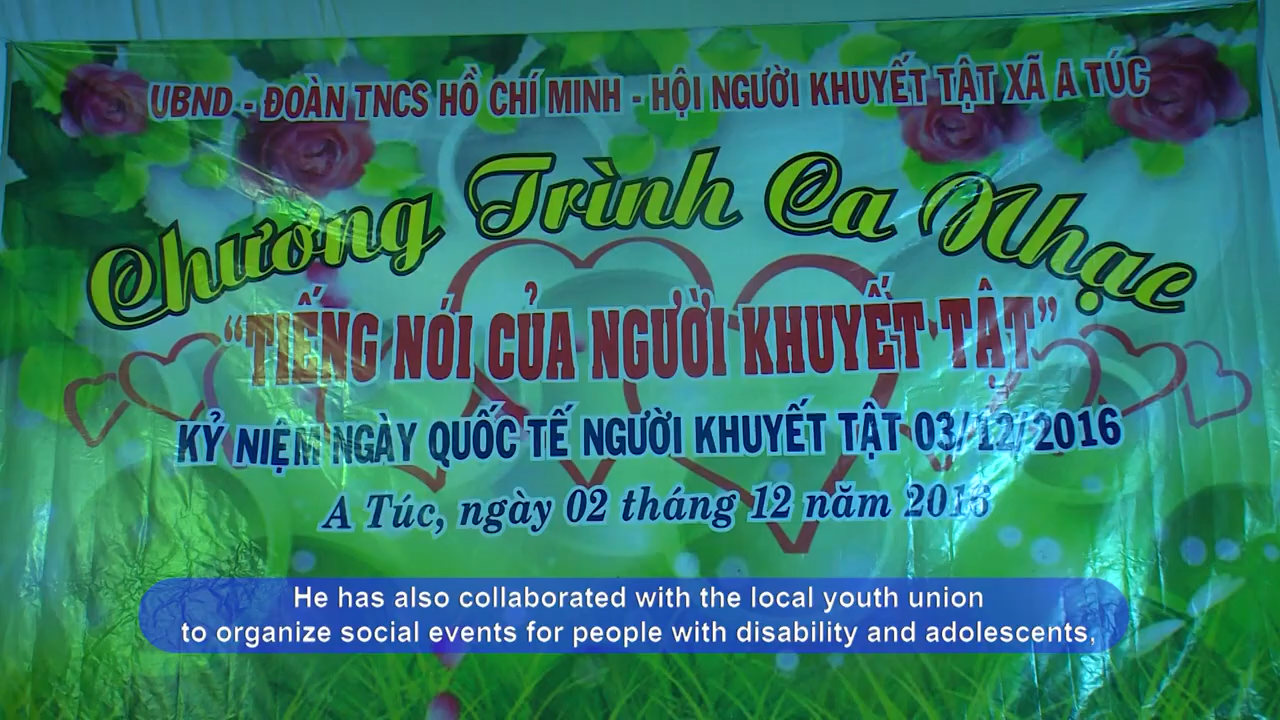 UBND - ĐOÀN TNCS HỒ CHÍ MINH - HỘI NGƯỜI KHUYẾT TẬT XÃ A TÚC
Chương Trình Ca Nhạc
"TIẾNG NÓI CỦA NGƯỜI KHUYẾT TẬT"
KỶ NIỆM NGÀY QUỐC TẾ NGƯỜI KHUYẾT TẬT 03/12/2016
A Túc, ngày 02 tháng 12 năm 2016
He has also collaborated with the local youth union
to organize social events for people with disability and adolescents,